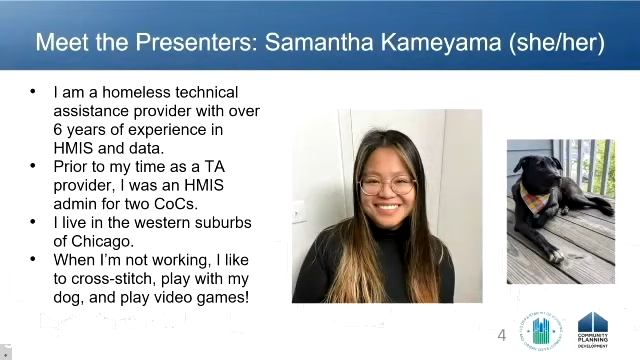 Meet the Presenters: Samantha Kameyama (she/her)
• I am a homeless technical
assistance provider with over
6 years of experience in
HMIS and data.
• Prior to my time as a TA
provider, I was an HMIS
admin for two CoCs.
• I live in the western suburbs
of Chicago.
• When I’m not working, I like
to cross-stitch, play with my
dog, and play video games!
4
COMMUNITY
PLANNING
DEVELOPMENT